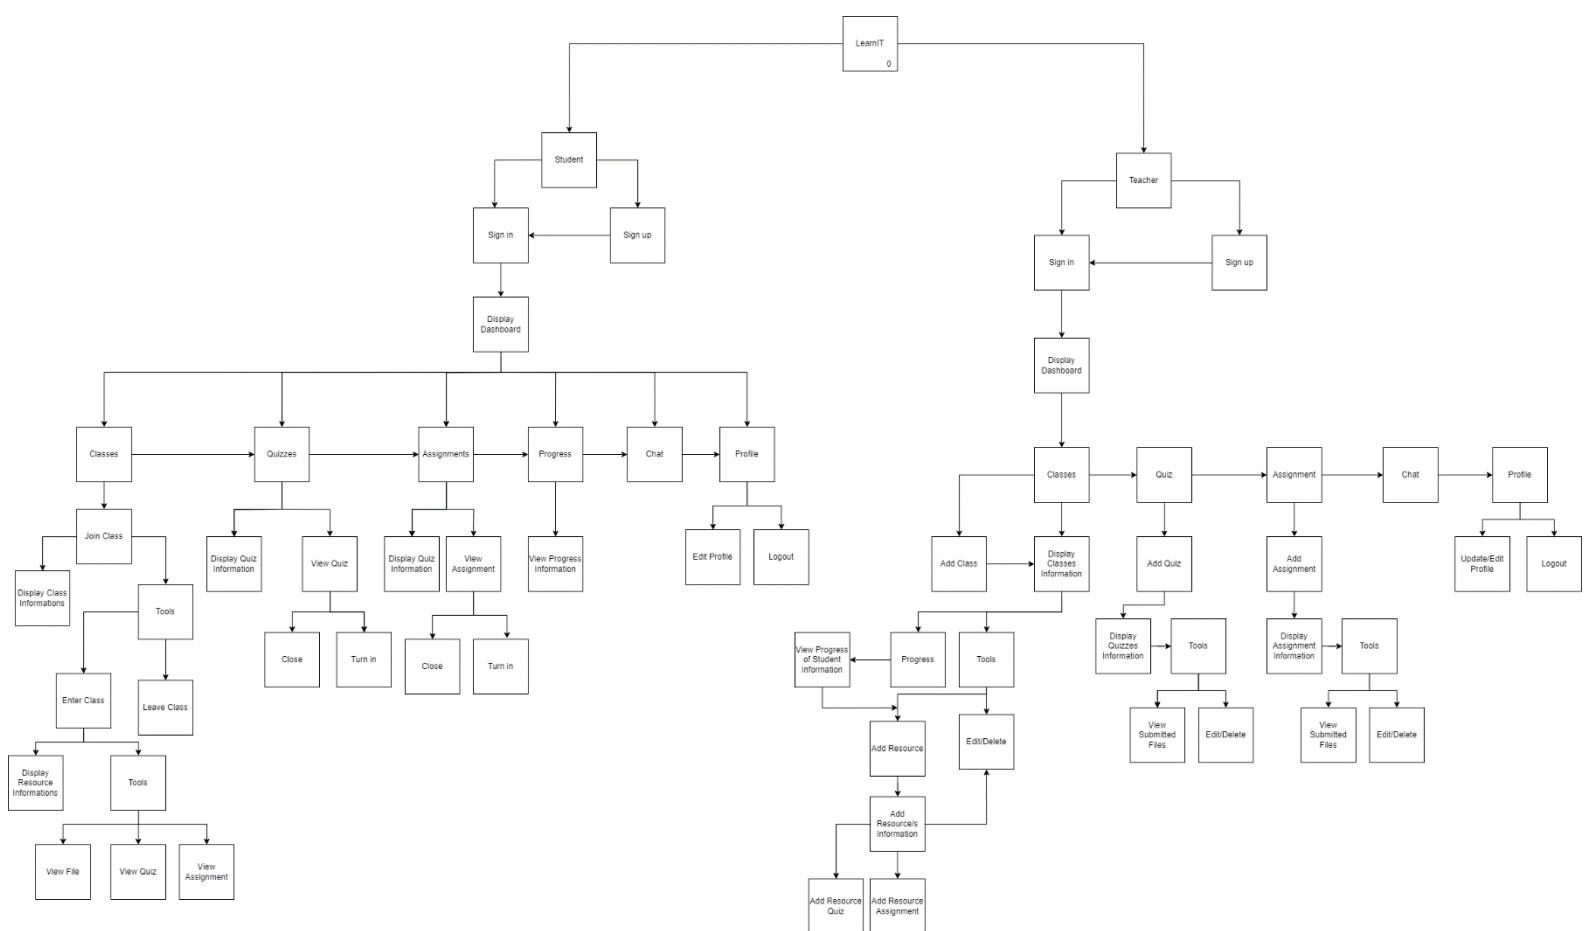 LearnIT
0
Student
Teacher
Sign in
Sign up
Sign in
Sign up
Display
Dashboard
Display
Dashboard
Classes
Quizzes
Assignments
Progress
Chat
Profile
Classes
Quiz
Assignment
Chat
Profile
Join Class
Display Quiz
Information
View Quiz
Display Quiz
Information
View
Assignment
View Progress
Information
Edit Profile
Logout
Add Class
Display
Classes
Information
Add Quiz
Add
Assignment
Update/Edit
Profile
Logout
Display Class
Informations
Tools
Close
Turn in
Close
Turn in
View Progress
of Student
Information
Progress
Tools
Display
Quizzes
Information
Tools
Display
Assignment
Information
Tools
Enter Class
Leave Class
Add Resource
Edit/Delete
View
Submitted
Files
Edit/Delete
View
Submitted
Files
Edit/Delete
Display
Resource
Informations
Tools
Add
Resource/s
Information
View File
View Quiz
View
Assignment
Add Resource
Quiz
Add Resource
Assignment